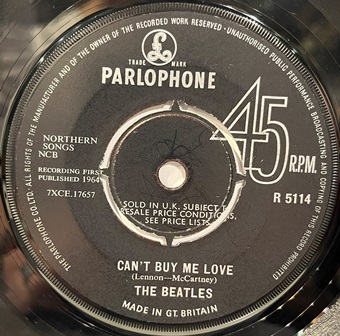 THE PARLOPHONE CO. LTD. ALL RIGHTS OF THE MANUFACTURER AND OF THE OWNER OF THE RECORDED WORK RESERVED · UNAUTHORISED PUBLIC PERFORMANCE BROADCASTING AND COPYING OF THIS RECORD PROHIBITED
£
TRADE MARK
PARLOPHONE
45
R.P.M.
NORTHERN
SONGS
NCB
RECORDING FIRST
PUBLISHED 1964
7XCE.17657
R 5114
SOLD IN U.K. SUBJECT T
RESALE PRICE CONDITIONS,
SEE PRICE LISTS
CAN'T BUY ME LOVE
(Lennon—McCartney)
THE BEATLES
MADE IN GT. BRITAIN